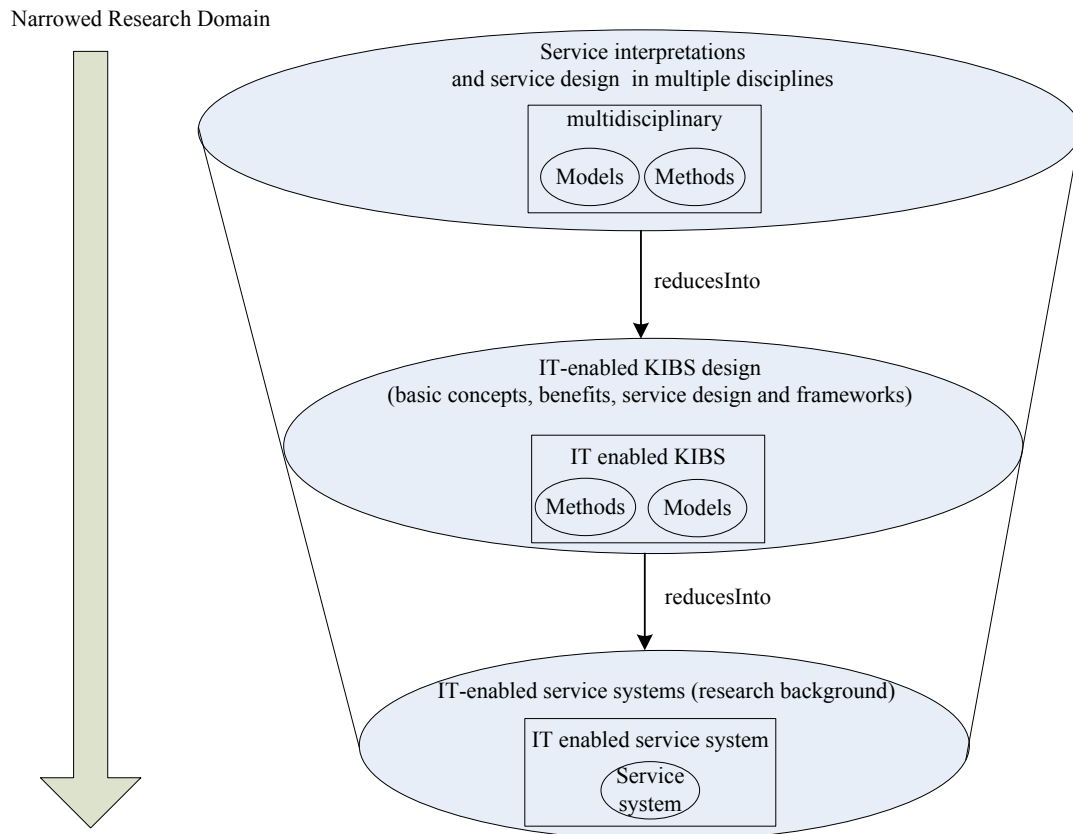 Narrowed Research Domain
Service interpretations
and service design in multiple disciplines
multidisciplinary
Models
Methods
reducesInto
IT-enabled KIBS design
(basic concepts, benefits, service design and frameworks)
IT enabled KIBS
Methods
Models
reducesInto
IT-enabled service systems (research background)
IT enabled service system
Service
system